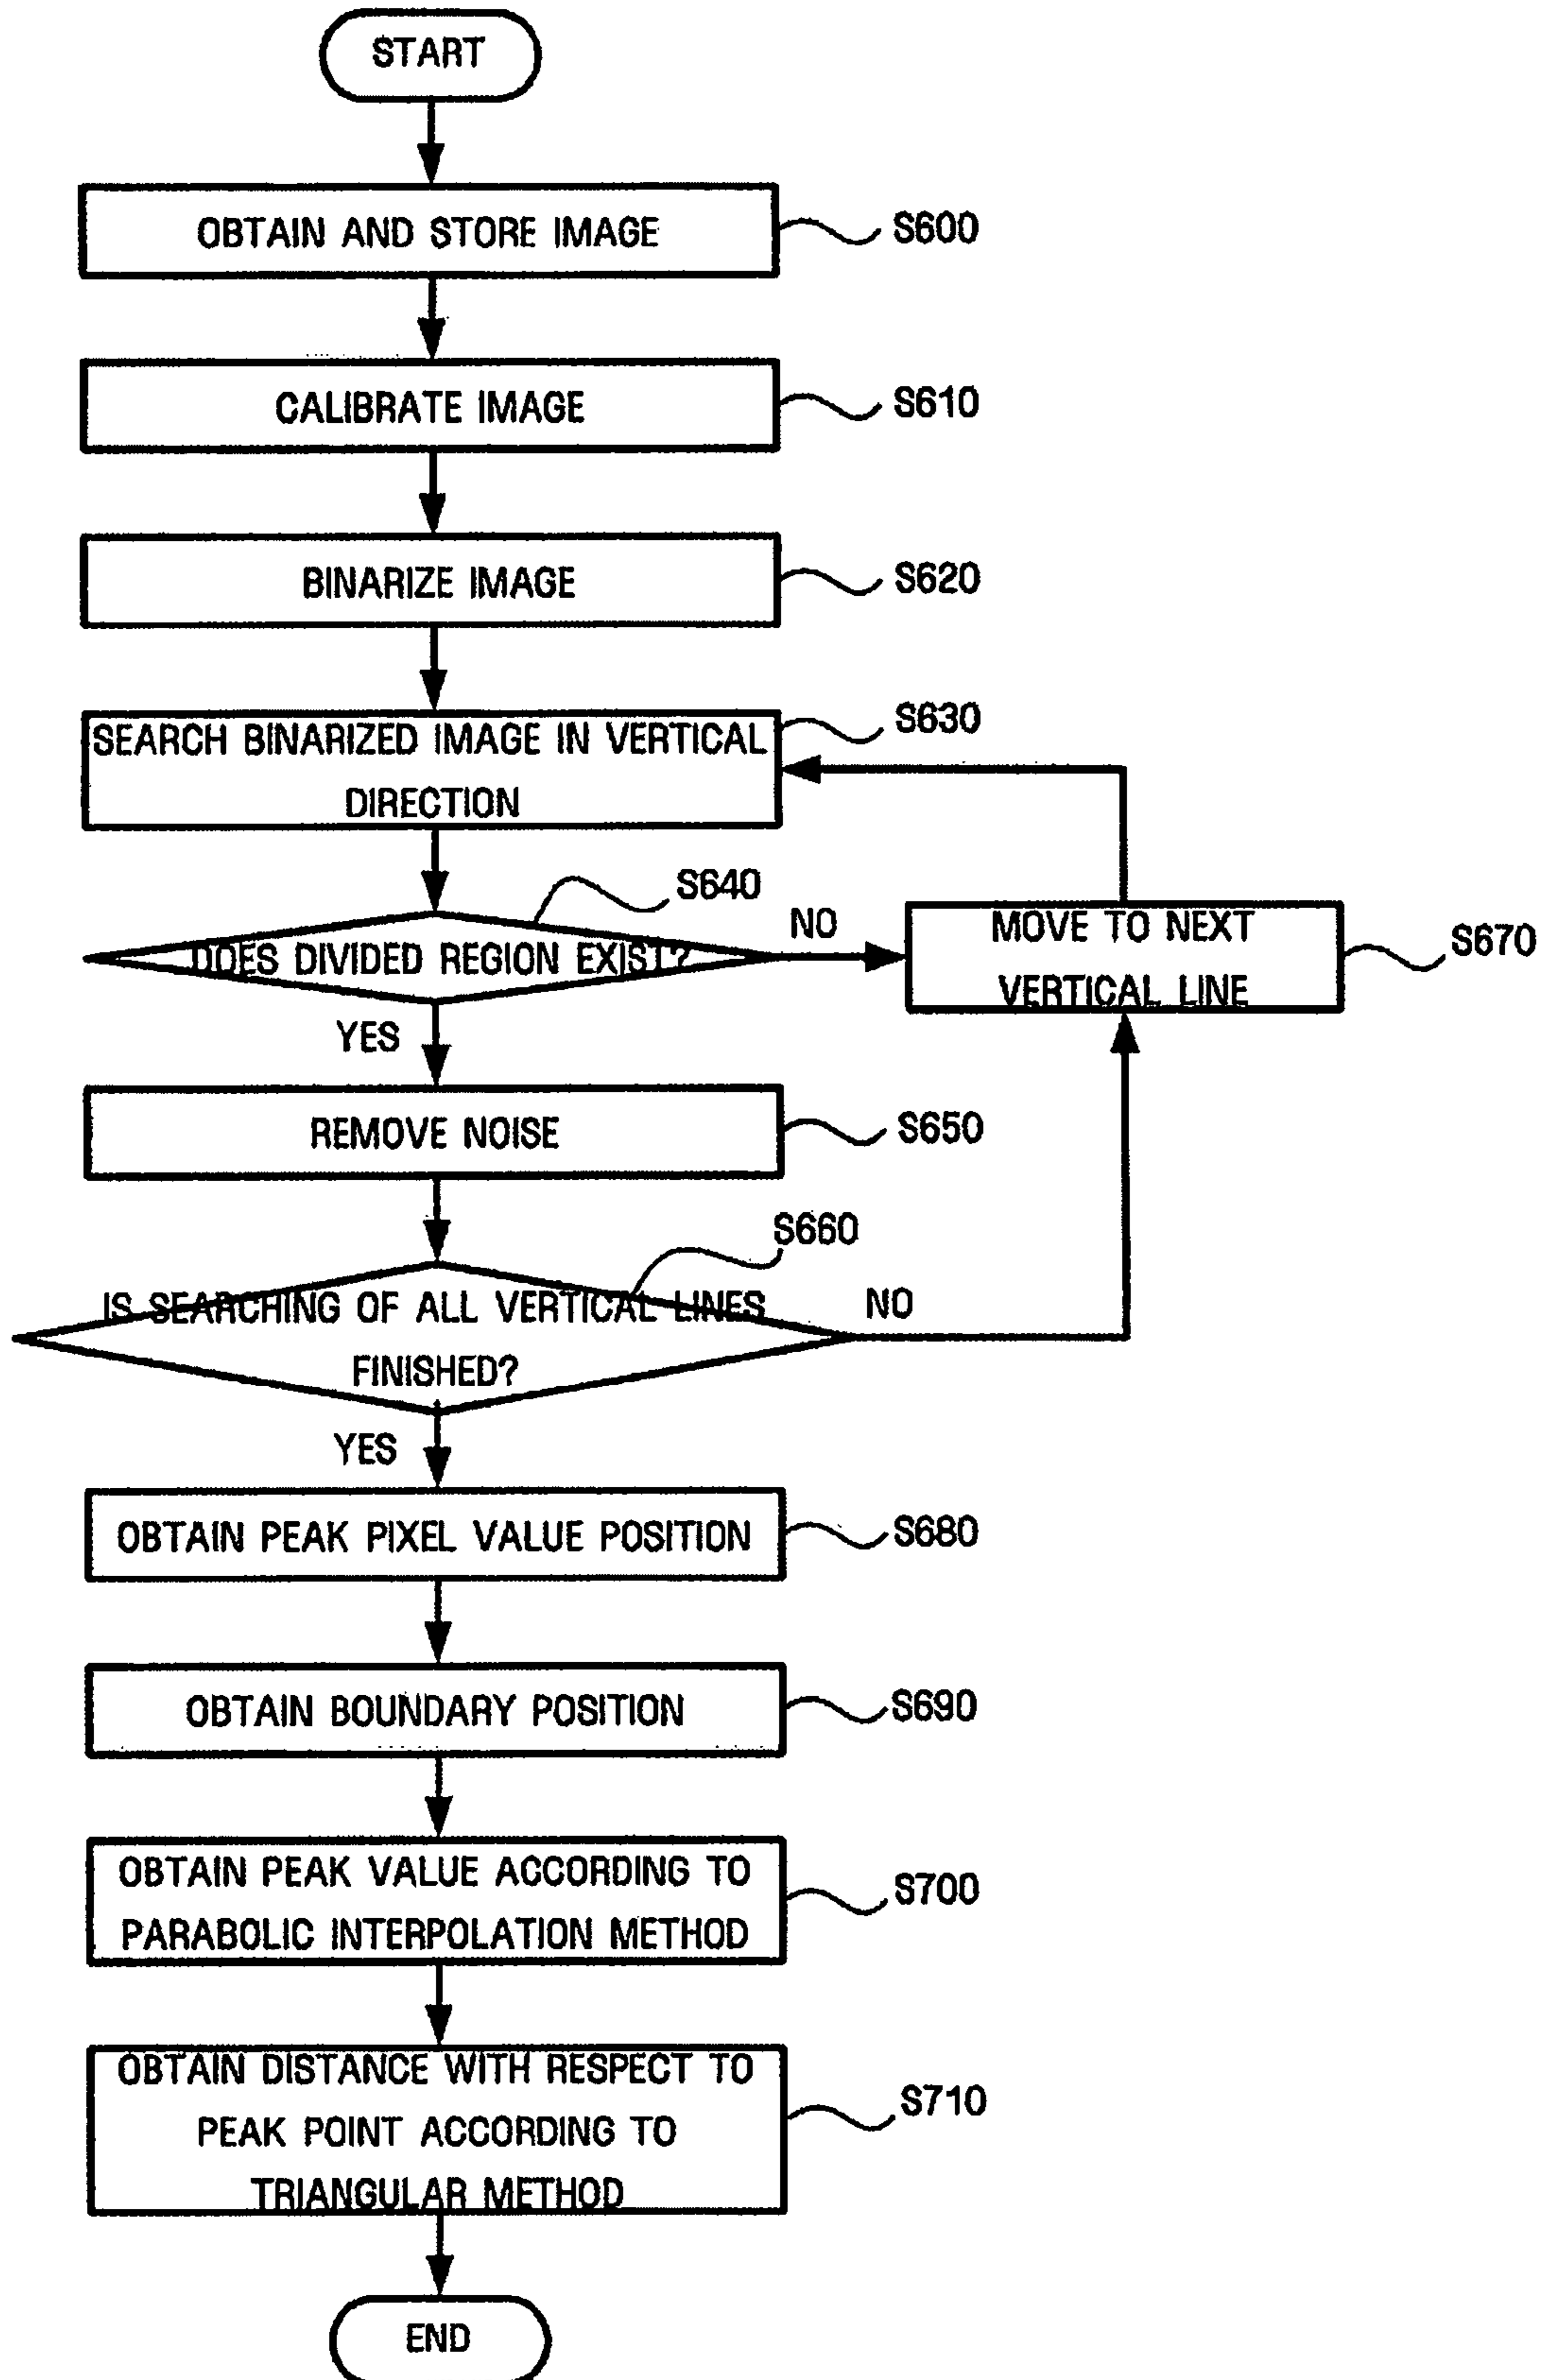 START
OBTAIN AND STORE IMAGE
S600
CALIBRATE IMAGE
S610
BINARIZE IMAGE
S620
SEARCH BINARIZED IMAGE IN VERTICAL
DIRECTION
S630
S640
DOES DIVIDED REGION EXIST?
NO
MOVE TO NEXT
VERTICAL LINE
S670
YES
REMOVE NOISE
S650
S660
IS SEARCHING OF ALL VERTICAL LINES
FINISHED?
NO
YES
OBTAIN PEAK PIXEL VALUE POSITION
S680
OBTAIN BOUNDARY POSITION
S690
OBTAIN PEAK VALUE ACCORDING TO
PARABOLIC INTERPOLATION METHOD
S700
OBTAIN DISTANCE WITH RESPECT TO
PEAK POINT ACCORDING TO
TRIANGULAR METHOD
S710
END